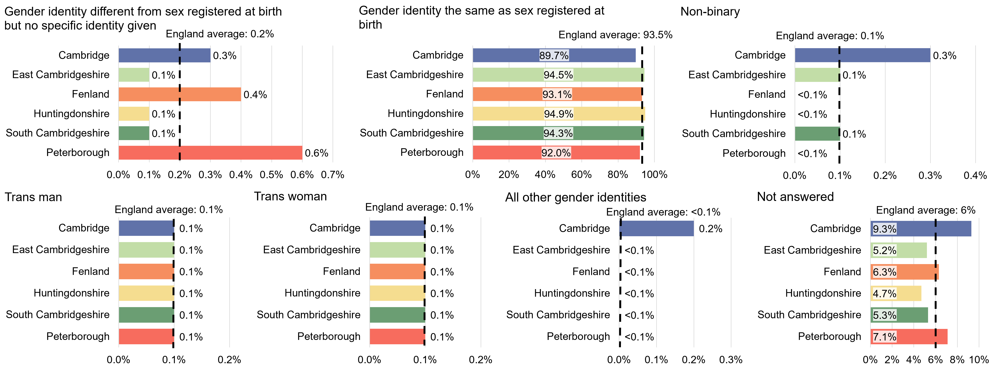 Gender identity different from sex registered at birth
but no specific identity given
England average: 0.2%
Cambridge 0.3%
East Cambridgeshire 0.1%
Fenland 0.4%
Huntingdonshire 0.1%
South Cambridgeshire 0.1%
Peterborough 0.6%
0.0% 0.1% 0.2% 0.3% 0.4% 0.5% 0.6% 0.7%
Gender identity the same as sex registered at
birth
England average: 93.5%
Cambridge 89.7%
East Cambridgeshire 94.5%
Fenland 93.1%
Huntingdonshire 94.9%
South Cambridgeshire 94.3%
Peterborough 92.0%
0% 20% 40% 60% 80% 100%
Non-binary
England average: 0.1%
Cambridge 0.3%
East Cambridgeshire 0.1%
Fenland <0.1%
Huntingdonshire <0.1%
South Cambridgeshire 0.1%
Peterborough <0.1%
0.0% 0.1% 0.2% 0.3% 0.4%
Trans man
England average: 0.1%
Cambridge 0.1%
East Cambridgeshire 0.1%
Fenland 0.1%
Huntingdonshire 0.1%
South Cambridgeshire 0.1%
Peterborough 0.1%
0.0% 0.1% 0.2%
Trans woman
England average: 0.1%
Cambridge 0.1%
East Cambridgeshire 0.1%
Fenland 0.1%
Huntingdonshire 0.1%
South Cambridgeshire 0.1%
Peterborough 0.1%
0.0% 0.1% 0.2%
All other gender identities
England average: <0.1%
Cambridge 0.2%
East Cambridgeshire <0.1%
Fenland <0.1%
Huntingdonshire <0.1%
South Cambridgeshire <0.1%
Peterborough <0.1%
0.0% 0.1% 0.2% 0.3%
Not answered
England average: 6%
Cambridge 9.3%
East Cambridgeshire 5.2%
Fenland 6.3%
Huntingdonshire 4.7%
South Cambridgeshire 5.3%
Peterborough 7.1%
0% 2% 4% 6% 8% 10%